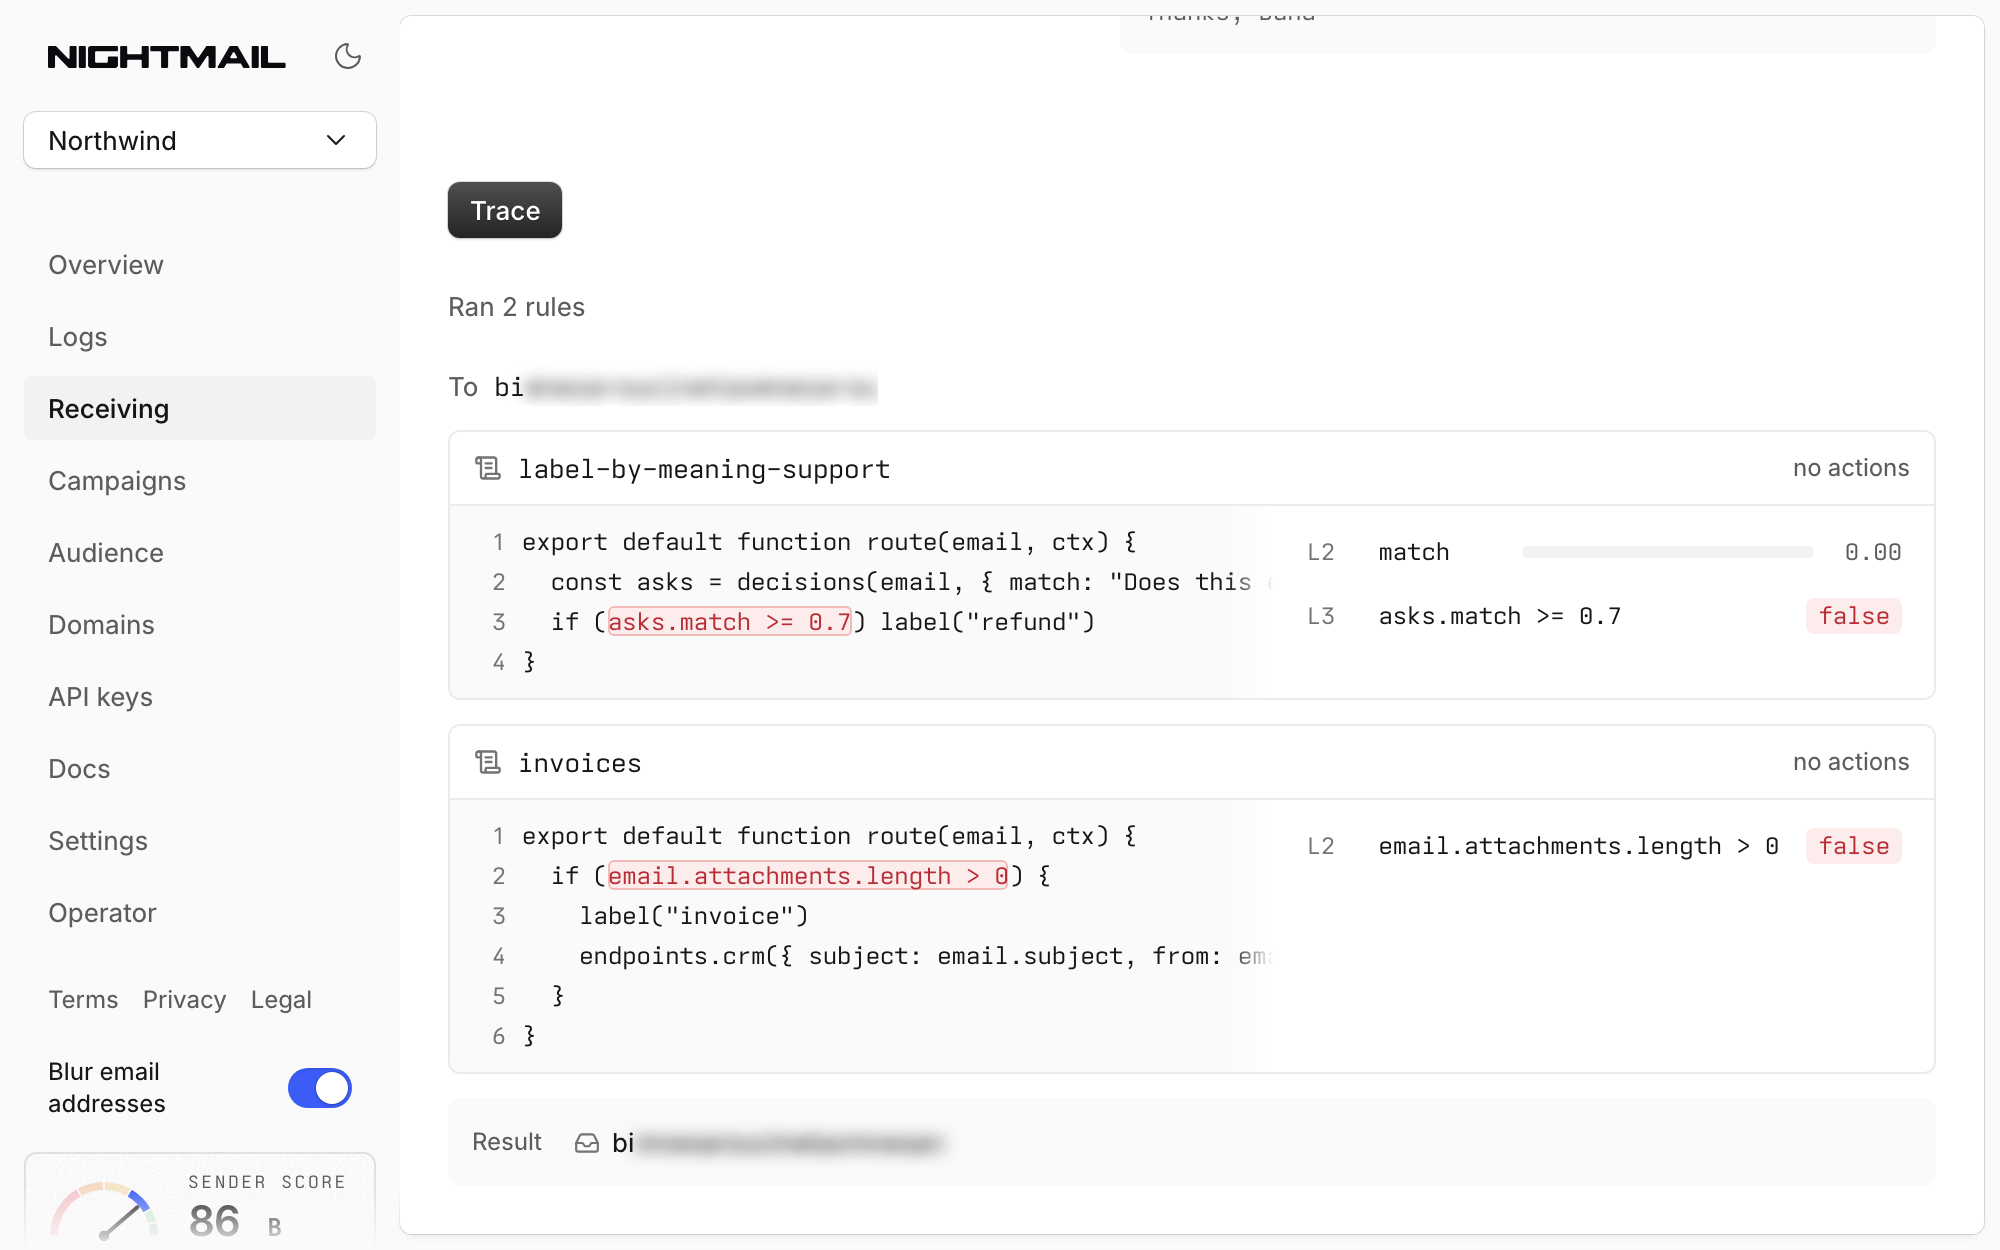 NIGHTMAIL
Northwind
Overview
Logs
Receiving
Campaigns
Audience
Domains
API keys
Docs
Settings
Operator
Terms Privacy Legal
Blur email
addresses
SENDER SCORE
86 B
Thanks, Dana
Trace
Ran 2 rules
To bi
label-by-meaning-support
no actions
1 export default function route(email, ctx) {
2 const asks = decisions(email, { match: "Does this
3 if (asks.match >= 0.7) label("refund")
4 }
L2 match 0.00
L3 asks.match >= 0.7 false
invoices
no actions
1 export default function route(email, ctx) {
2 if (email.attachments.length > 0) {
3 label("invoice")
4 endpoints.crm({ subject: email.subject, from: ema
5 }
6 }
L2 email.attachments.length > 0 false
Result bi